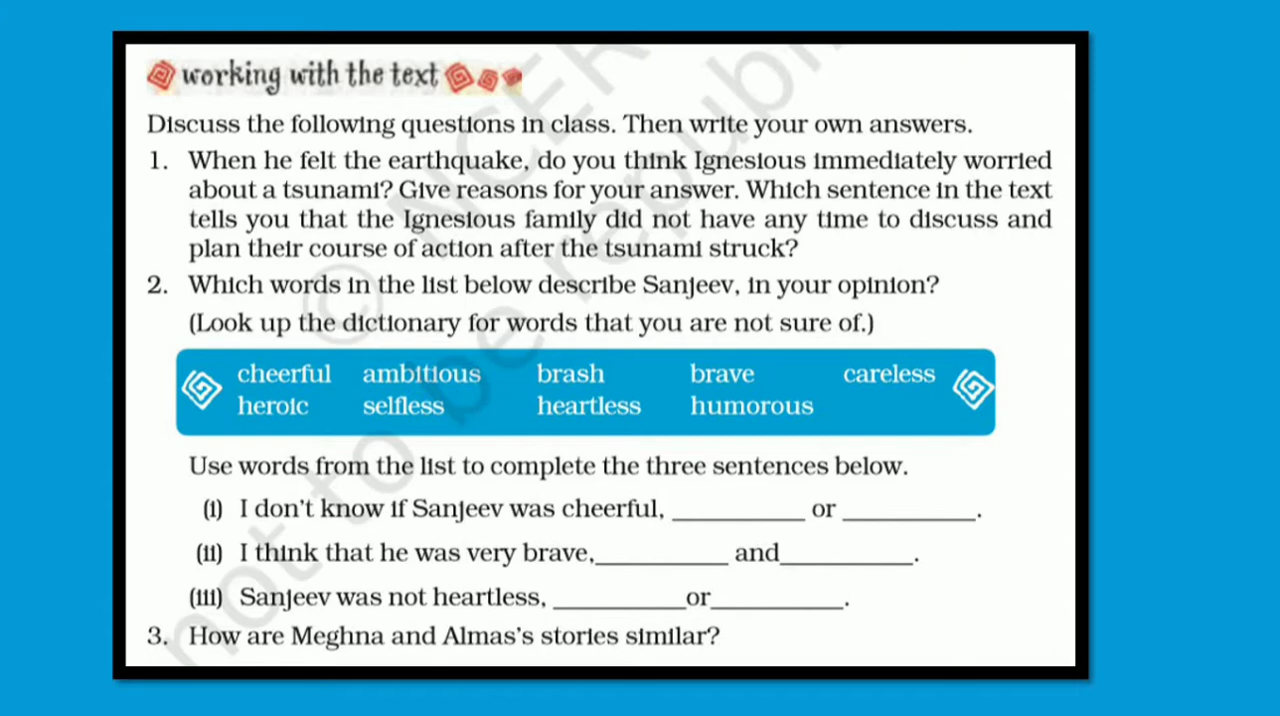 working with the text
Discuss the following questions in class. Then write your own answers.
1. When he felt the earthquake, do you think Ignesious immediately worried
about a tsunami? Give reasons for your answer. Which sentence in the text
tells you that the Ignesious family did not have any time to discuss and
plan their course of action after the tsunami struck?
2. Which words in the list below describe Sanjeev, in your opinion?
(Look up the dictionary for words that you are not sure of.)
cheerful ambitious brash brave careless
heroic selfless heartless humorous
Use words from the list to complete the three sentences below.
(i) I don't know if Sanjeev was cheerful, __________ or __________.
(ii) I think that he was very brave,__________ and__________.
(iii) Sanjeev was not heartless, __________or__________.
3. How are Meghna and Almas's stories similar?
© NCER
not to be republi